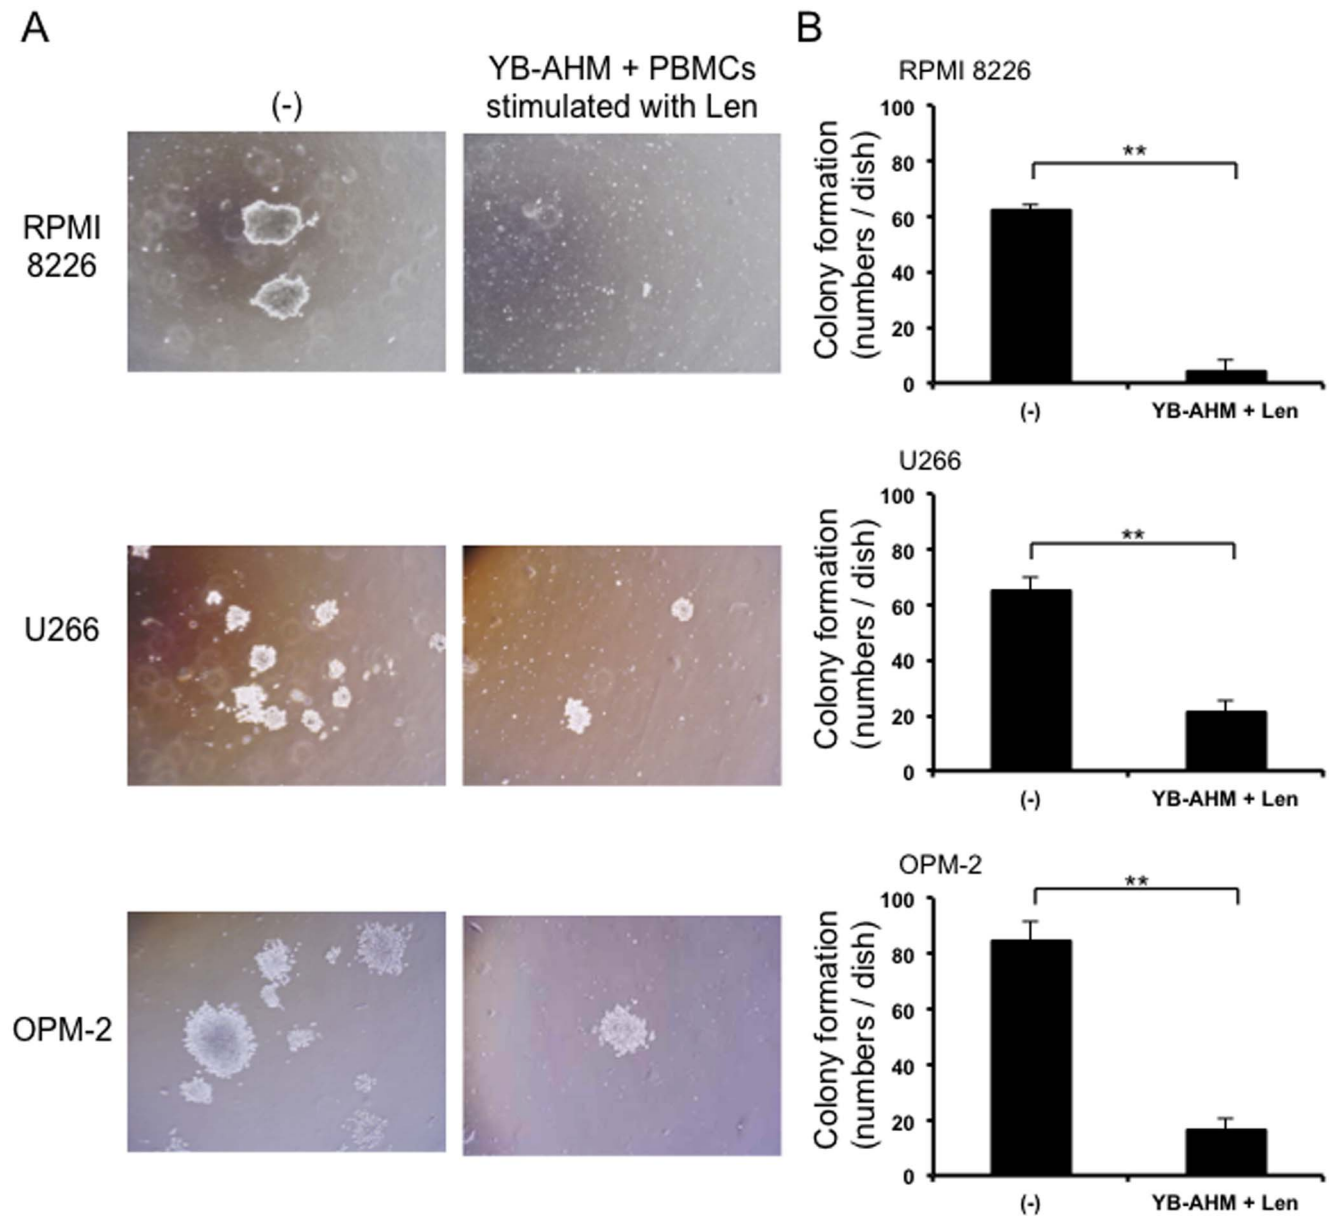 A
(-)
YB-AHM + PBMCs
stimulated with Len
RPMI
8226
U266
OPM-2
B
RPMI 8226
Colony formation
(numbers / dish)
100
80
60
40
20
0
**
(-)
YB-AHM + Len
U266
Colony formation
(numbers / dish)
100
80
60
40
20
0
**
(-)
YB-AHM + Len
OPM-2
Colony formation
(numbers / dish)
100
80
60
40
20
0
**
(-)
YB-AHM + Len